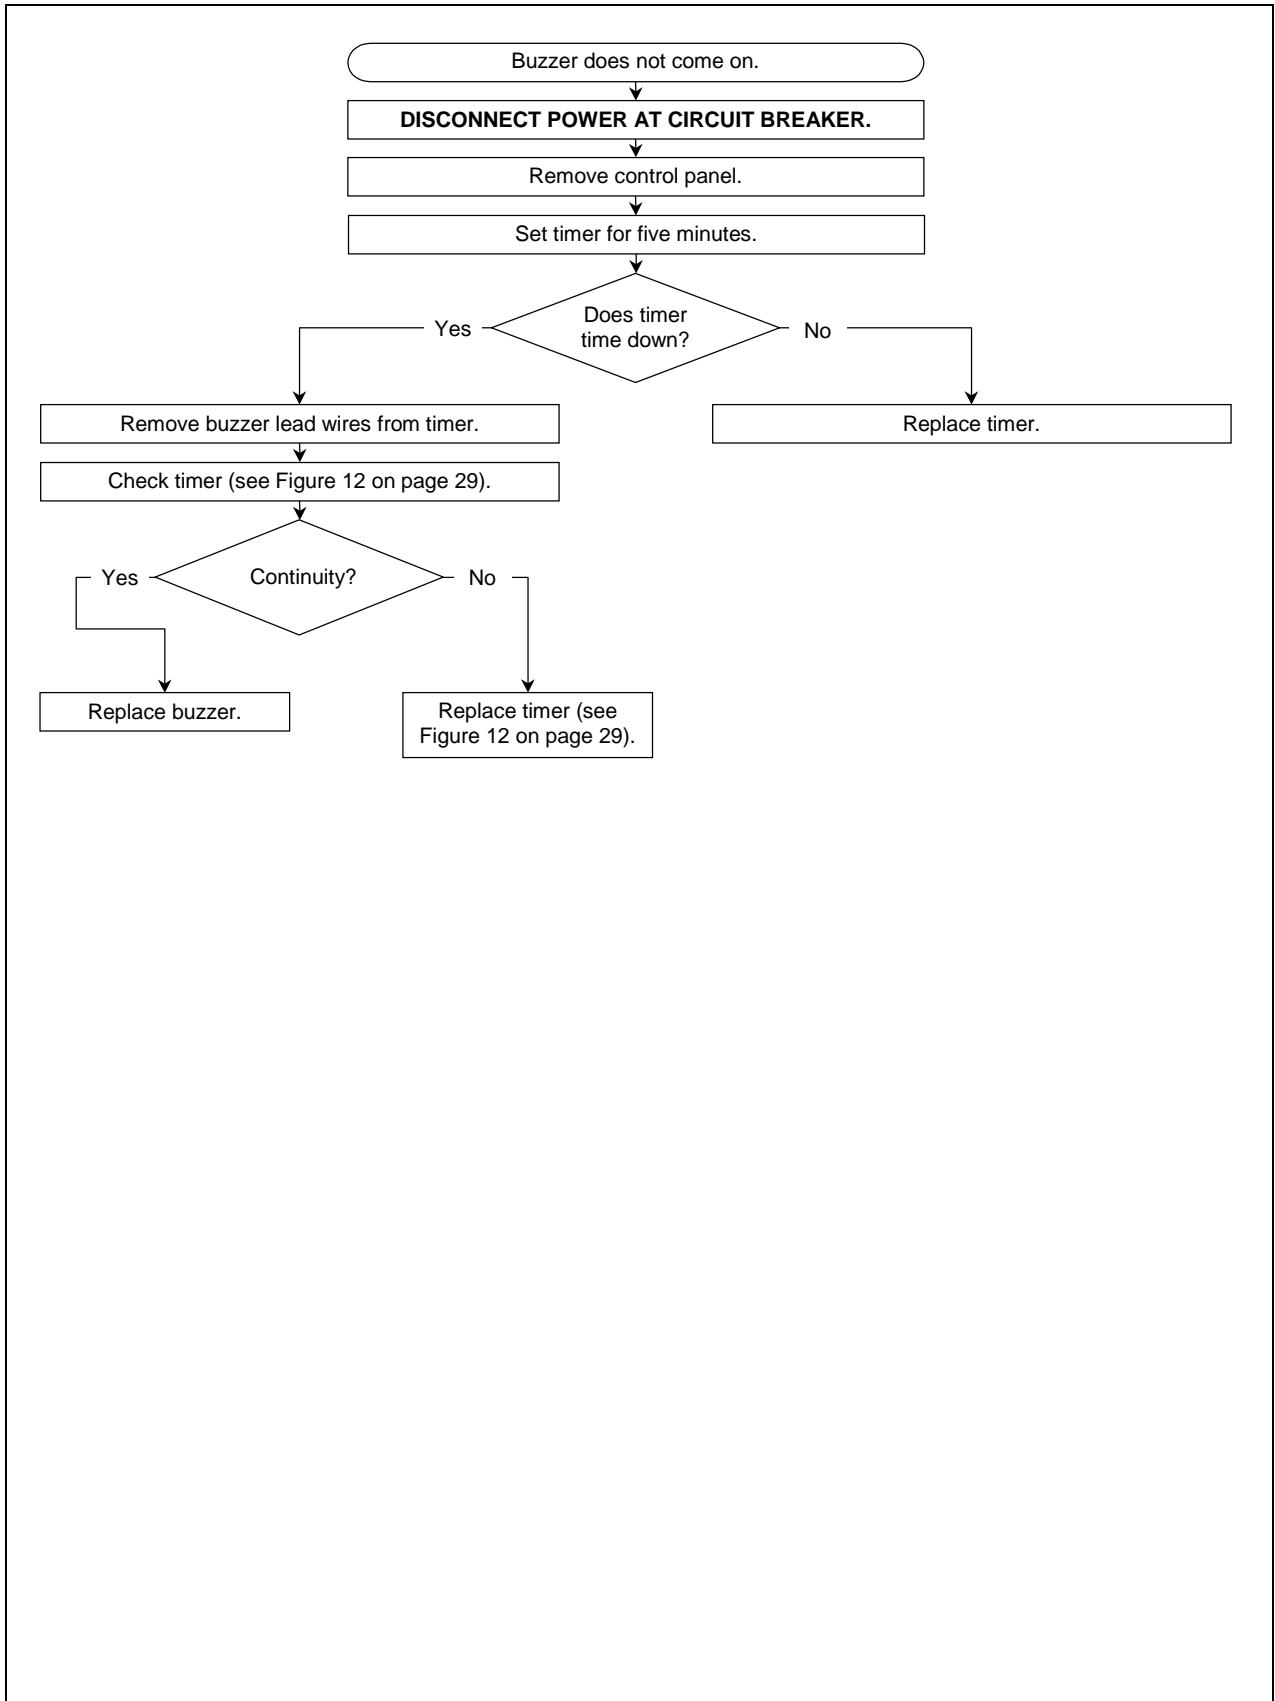 Buzzer does not come on.
DISCONNECT POWER AT CIRCUIT BREAKER.
Remove control panel.
Set timer for five minutes.
Does timer
time down?
Yes
No
Remove buzzer lead wires from timer.
Replace timer.
Check timer (see Figure 12 on page 29).
Continuity?
Yes
No
Replace buzzer.
Replace timer (see
Figure 12 on page 29).